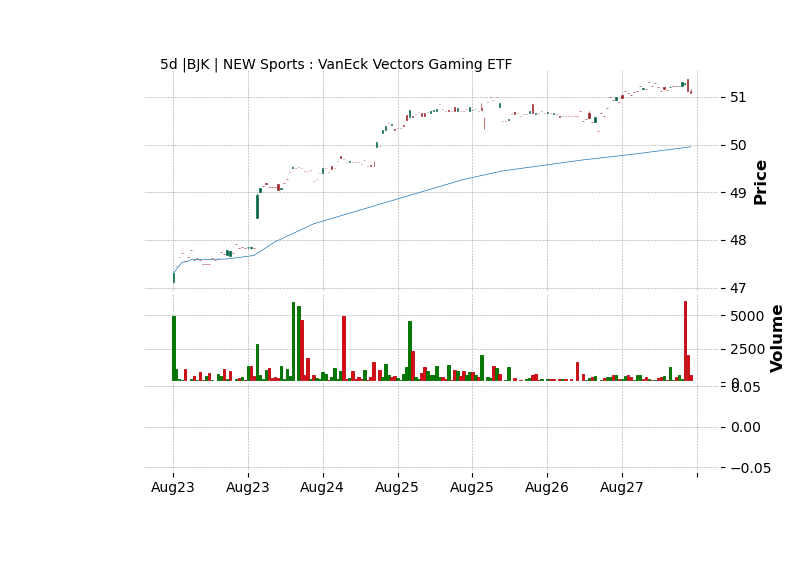 5d |BJK | NEW Sports : VanEck Vectors Gaming ETF
51
50
49
48
47
Price
5000
2500
0
Volume
0.05
0.00
−0.05
Aug23
Aug23
Aug24
Aug25
Aug25
Aug26
Aug27